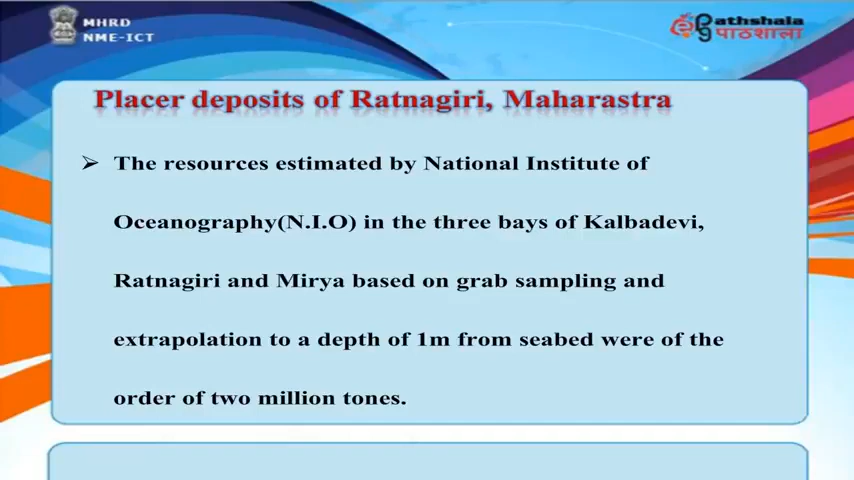 MHRD
NME-ICT
Pathshala
पाठशाला
Placer deposits of Ratnagiri, Maharastra
➢ The resources estimated by National Institute of
Oceanography(N.I.O) in the three bays of Kalbadevi,
Ratnagiri and Mirya based on grab sampling and
extrapolation to a depth of 1m from seabed were of the
order of two million tones.